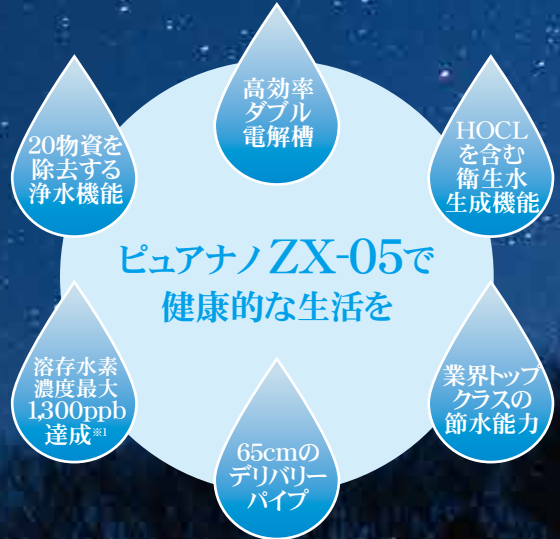 高効率
ダブル
電解槽
20物資を
除去する
浄水機能
HOCL
を含む
衛生水
生成機能
ピュアナノZX-05で
健康的な生活を
溶存水素
濃度最大
1,300ppb
達成※1
業界トップ
クラスの
節水能力
65cmの
デリバリー
パイプ